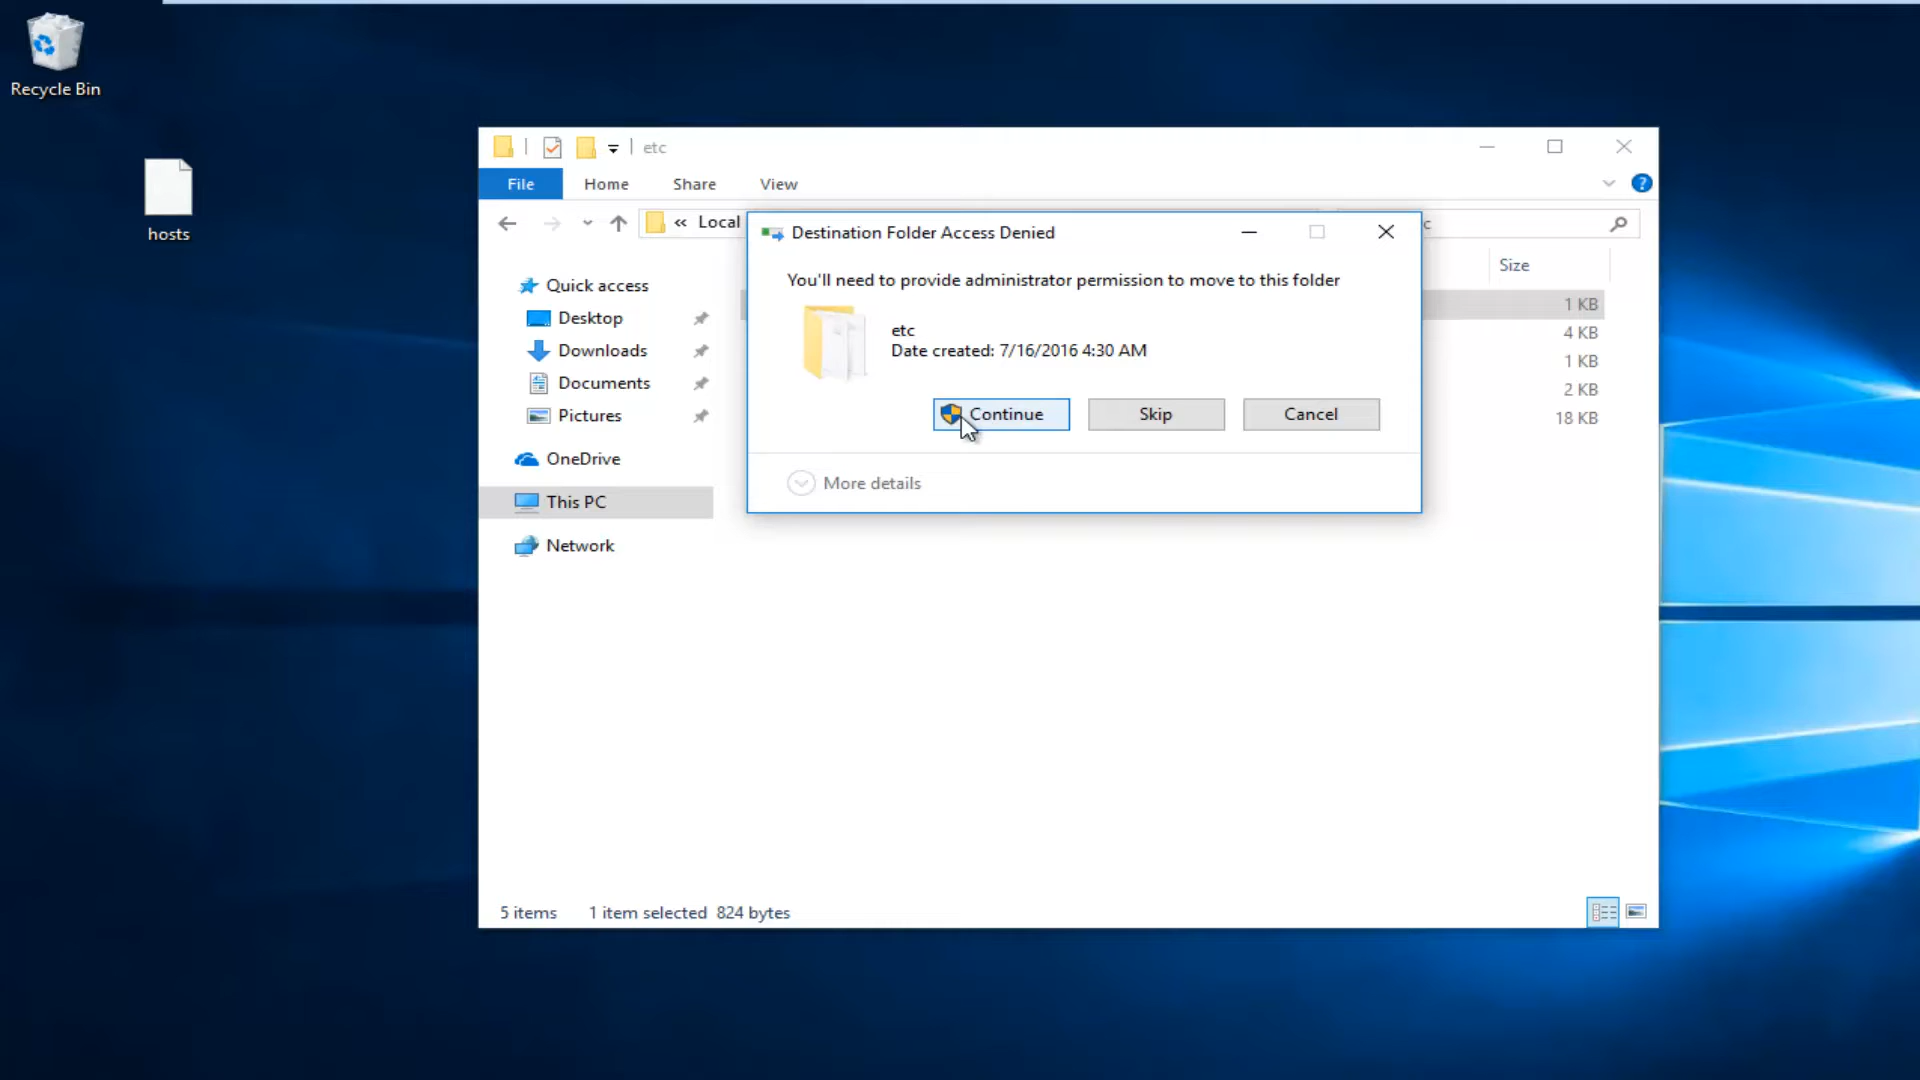 Recycle Bin
hosts
etc
File Home Share View
« Local
c
Destination Folder Access Denied
You'll need to provide administrator permission to move to this folder
etc
Date created: 7/16/2016 4:30 AM
Continue Skip Cancel
More details
Size
1 KB
4 KB
1 KB
2 KB
18 KB
Quick access
Desktop
Downloads
Documents
Pictures
OneDrive
This PC
Network
5 items 1 item selected 824 bytes